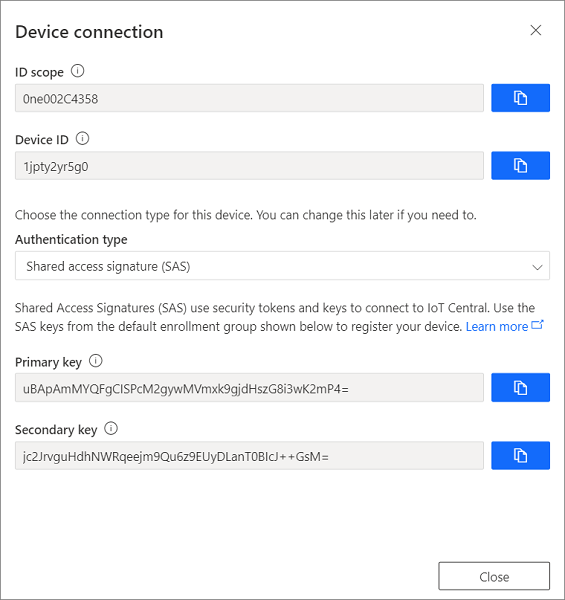 Device connection
ID scope
0ne002C4358
Device ID
1jpty2yr5g0
Choose the connection type for this device. You can change this later if you need to.
Authentication type
Shared access signature (SAS)
Shared Access Signatures (SAS) use security tokens and keys to connect to IoT Central. Use the
SAS keys from the default enrollment group shown below to register your device. Learn more
Primary key
uBApAmMYQFgCISPcM2gywMVmxk9gjdHszG8i3wK2mP4=
Secondary key
jc2JrvguHdhNWRqeejm9Qu6z9EUyDLanT0BIcJ++GsM=
Close